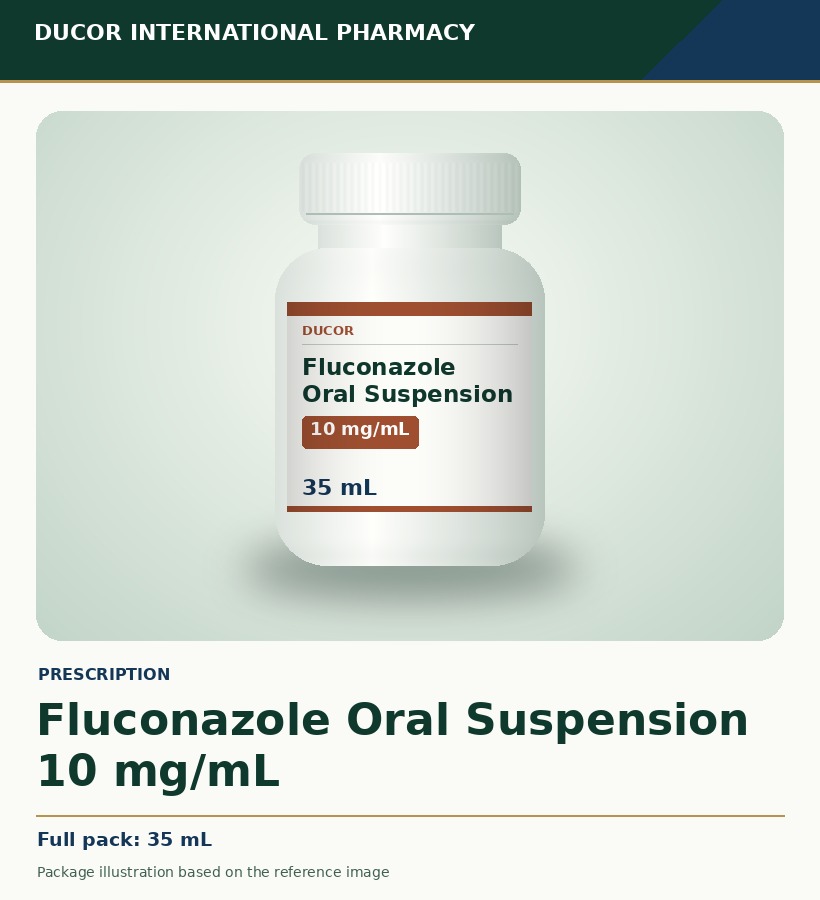 DUCOR INTERNATIONAL PHARMACY
DUCOR
Fluconazole
Oral Suspension
10 mg/mL
35 mL
PRESCRIPTION
Fluconazole Oral Suspension
10 mg/mL
Full pack: 35 mL
Package illustration based on the reference image